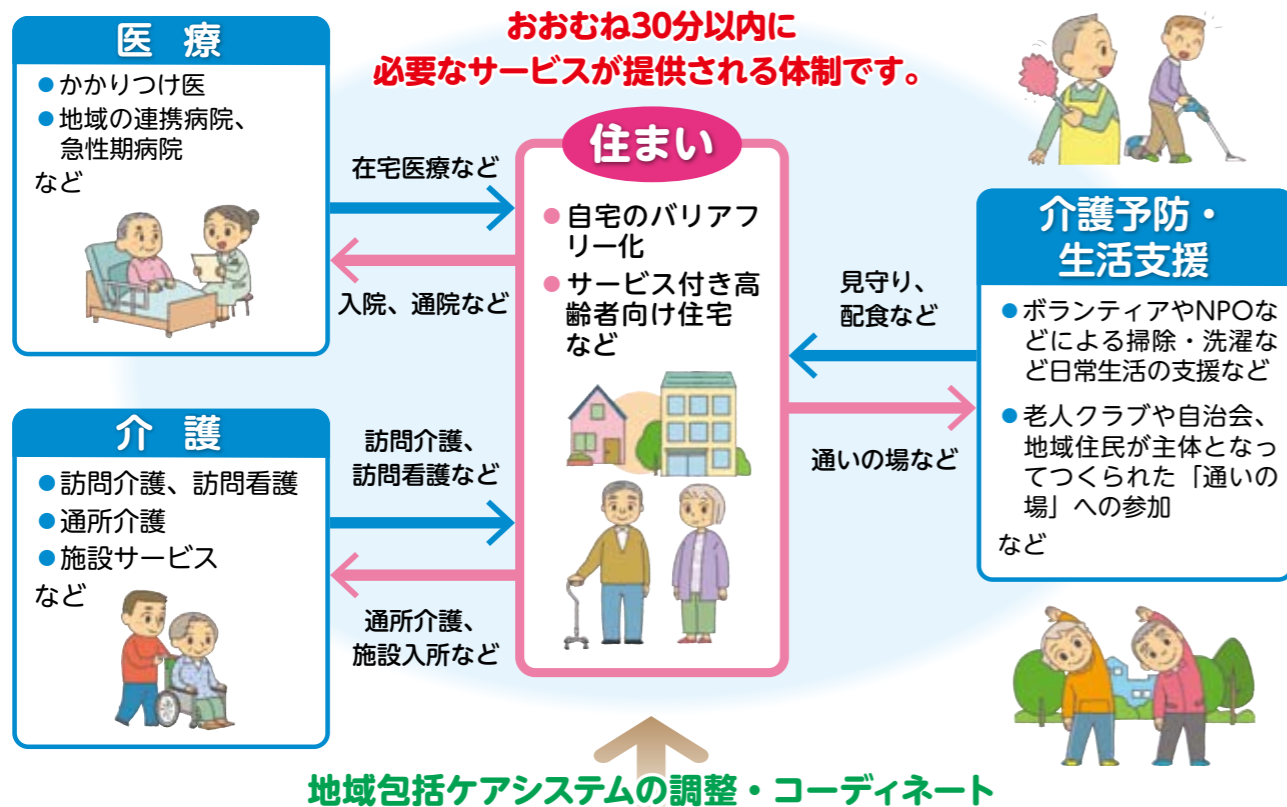 おおむね30分以内に
必要なサービスが提供される体制です。
医 療
●かかりつけ医
●地域の連携病院、
急性期病院
など
在宅医療など
入院、通院など
住まい
●自宅のバリアフ
リー化
●サービス付き高
齢者向け住宅
など
見守り、
配食など
通いの場など
介護予防・
生活支援
●ボランティアやNPOな
どによる掃除・洗濯な
ど日常生活の支援など
●老人クラブや自治会、
地域住民が主体となっ
てつくられた「通いの
場」への参加
など
介 護
●訪問介護、訪問看護
●通所介護
●施設サービス
など
訪問介護、
訪問看護など
通所介護、
施設入所など
地域包括ケアシステムの調整・コーディネート